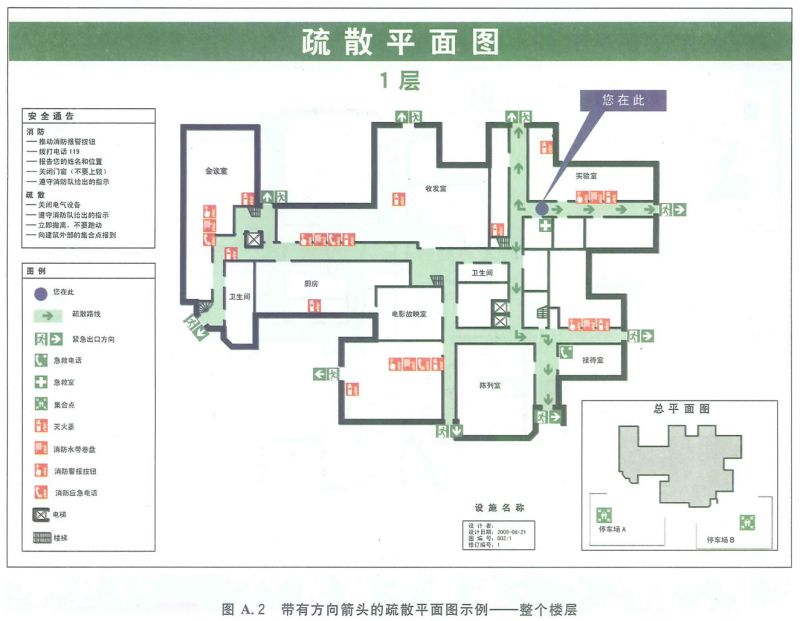 疏散平面图
1层
您在此
安全通告
消防
— 推动消防报警按钮
— 拨打电话 119
— 报告您的姓名和位置
— 关闭门窗（不要上锁）
— 遵守消防队给出的指示
疏散
— 关闭电气设备
— 遵守消防队给出的指示
— 立即撤离，不要跑动
— 向建筑外部的集合点报到
图例
您在此
疏散路线
紧急出口方向
急救电话
急救室
集合点
灭火器
消防水带卷盘
消防警报按钮
消防应急电话
电梯
楼梯
会议室
收发室
实验室
卫生间
厨房
卫生间
电影放映室
陈列室
接待室
总平面图
停车场A
停车场B
设施名称
设计者：
设计日期：2009-08-21
图编号：002/1
修订编号：1
图 A.2 带有方向箭头的疏散平面图示例——整个楼层